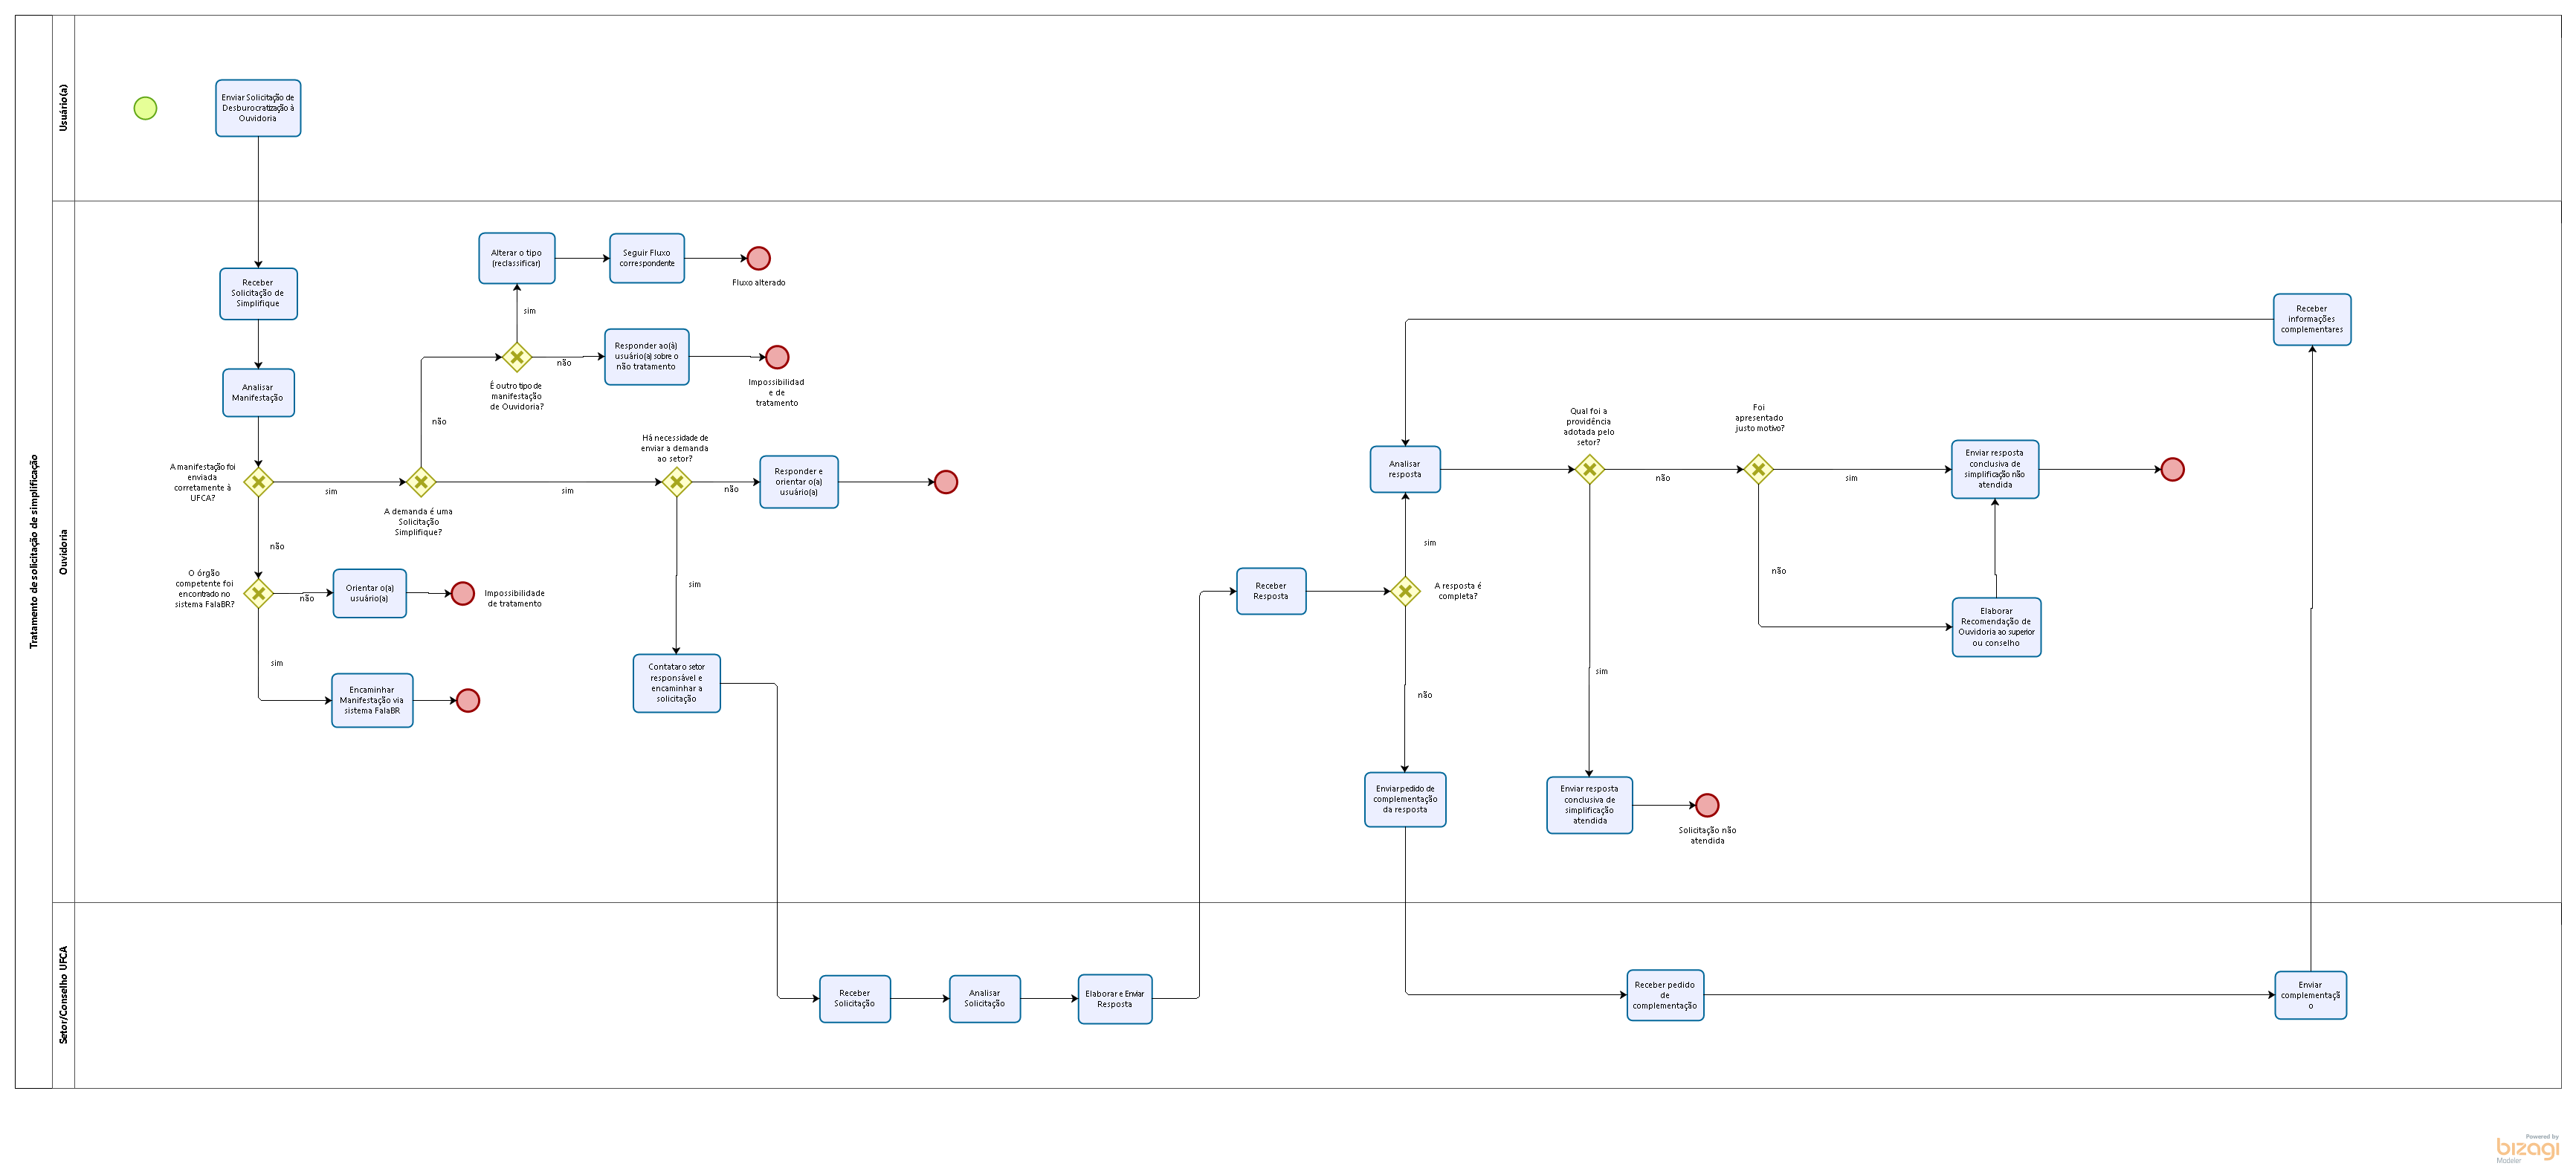 Tratamento de solicitação de simplificação
Usuário(a)
Enviar Solicitação de
Desburocratização à
Ouvidoria
Ouvidoria
Receber
Solicitação de
Simplifique
Analisar
Manifestação
A manifestação foi
enviada
corretamente à
UFCA?
sim
não
A demanda é uma
Solicitação
Simplifique?
não
sim
É outro tipo de
manifestação
de Ouvidoria?
sim
não
Alterar o tipo
(reclassificar)
Seguir Fluxo
correspondente
Fluxo alterado
Responder ao(à)
usuário(a) sobre o
não tratamento
Impossibilidad
e de
tratamento
Há necessidade de
enviar a demanda
ao setor?
não
sim
Responder e
orientar o(a)
usuário(a)
O órgão
competente foi
encontrado no
sistema FalaBR?
não
sim
Orientar o(a)
usuário(a)
Impossibilidade
de tratamento
Encaminhar
Manifestação via
sistema FalaBR
Contatar o setor
responsável e
encaminhar a
solicitação
Receber
Resposta
A resposta é
completa?
sim
não
Analisar
resposta
Enviar pedido de
complementação
da resposta
Qual foi a
providência
adotada pelo
setor?
não
sim
Foi
apresentado
justo motivo?
sim
não
Enviar resposta
conclusiva de
simplificação não
atendida
Elaborar
Recomendação de
Ouvidoria ao superior
ou conselho
Enviar resposta
conclusiva de
simplificação
atendida
Solicitação não
atendida
Receber
informações
complementares
Setor/Conselho UFCA
Receber
Solicitação
Analisar
Solicitação
Elaborar e Enviar
Resposta
Receber pedido
de
complementação
Enviar
complementaçã
o
Powered by
bizagi
Modeler